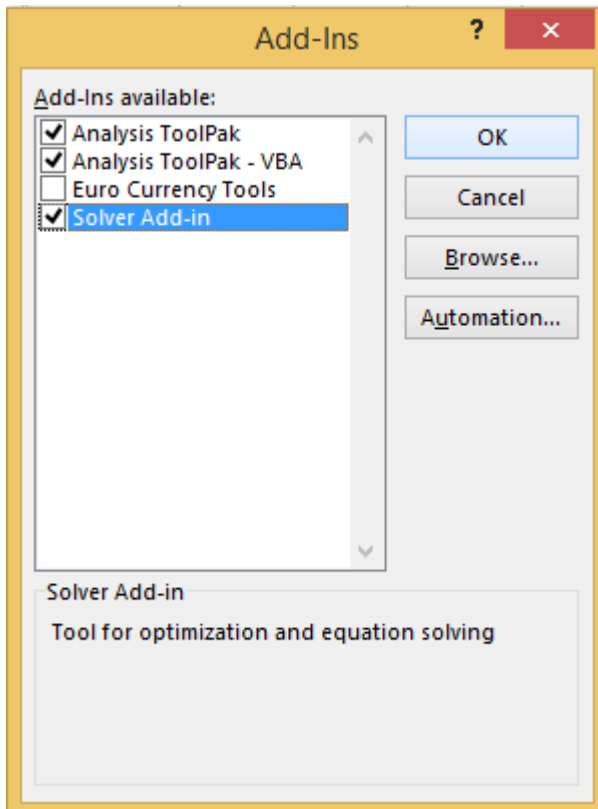 Add-Ins
?
×
Add-Ins available:
Analysis ToolPak
Analysis ToolPak - VBA
Euro Currency Tools
Solver Add-in
OK
Cancel
Browse...
Automation...
Solver Add-in
Tool for optimization and equation solving